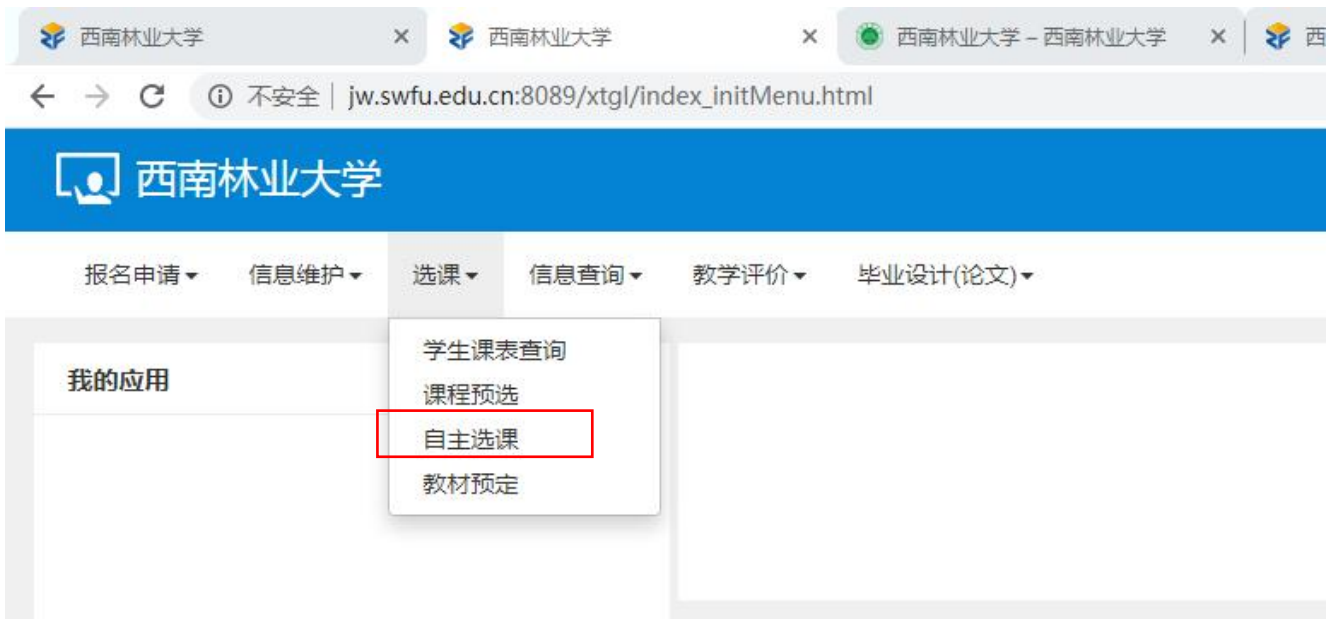 西南林业大学
西南林业大学
西南林业大学 – 西南林业大学
西
不安全 | jw.swfu.edu.cn:8089/xtgl/index_initMenu.html
西南林业大学
报名申请 信息维护 选课 信息查询 教学评价 毕业设计(论文)
我的应用
学生课表查询
课程预选
自主选课
教材预定